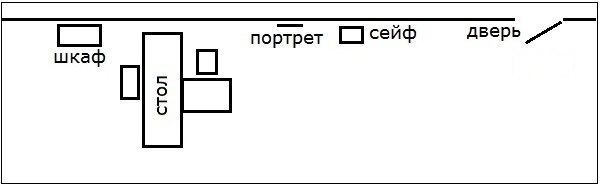 шкаф
стол
портрет
сейф
дверь